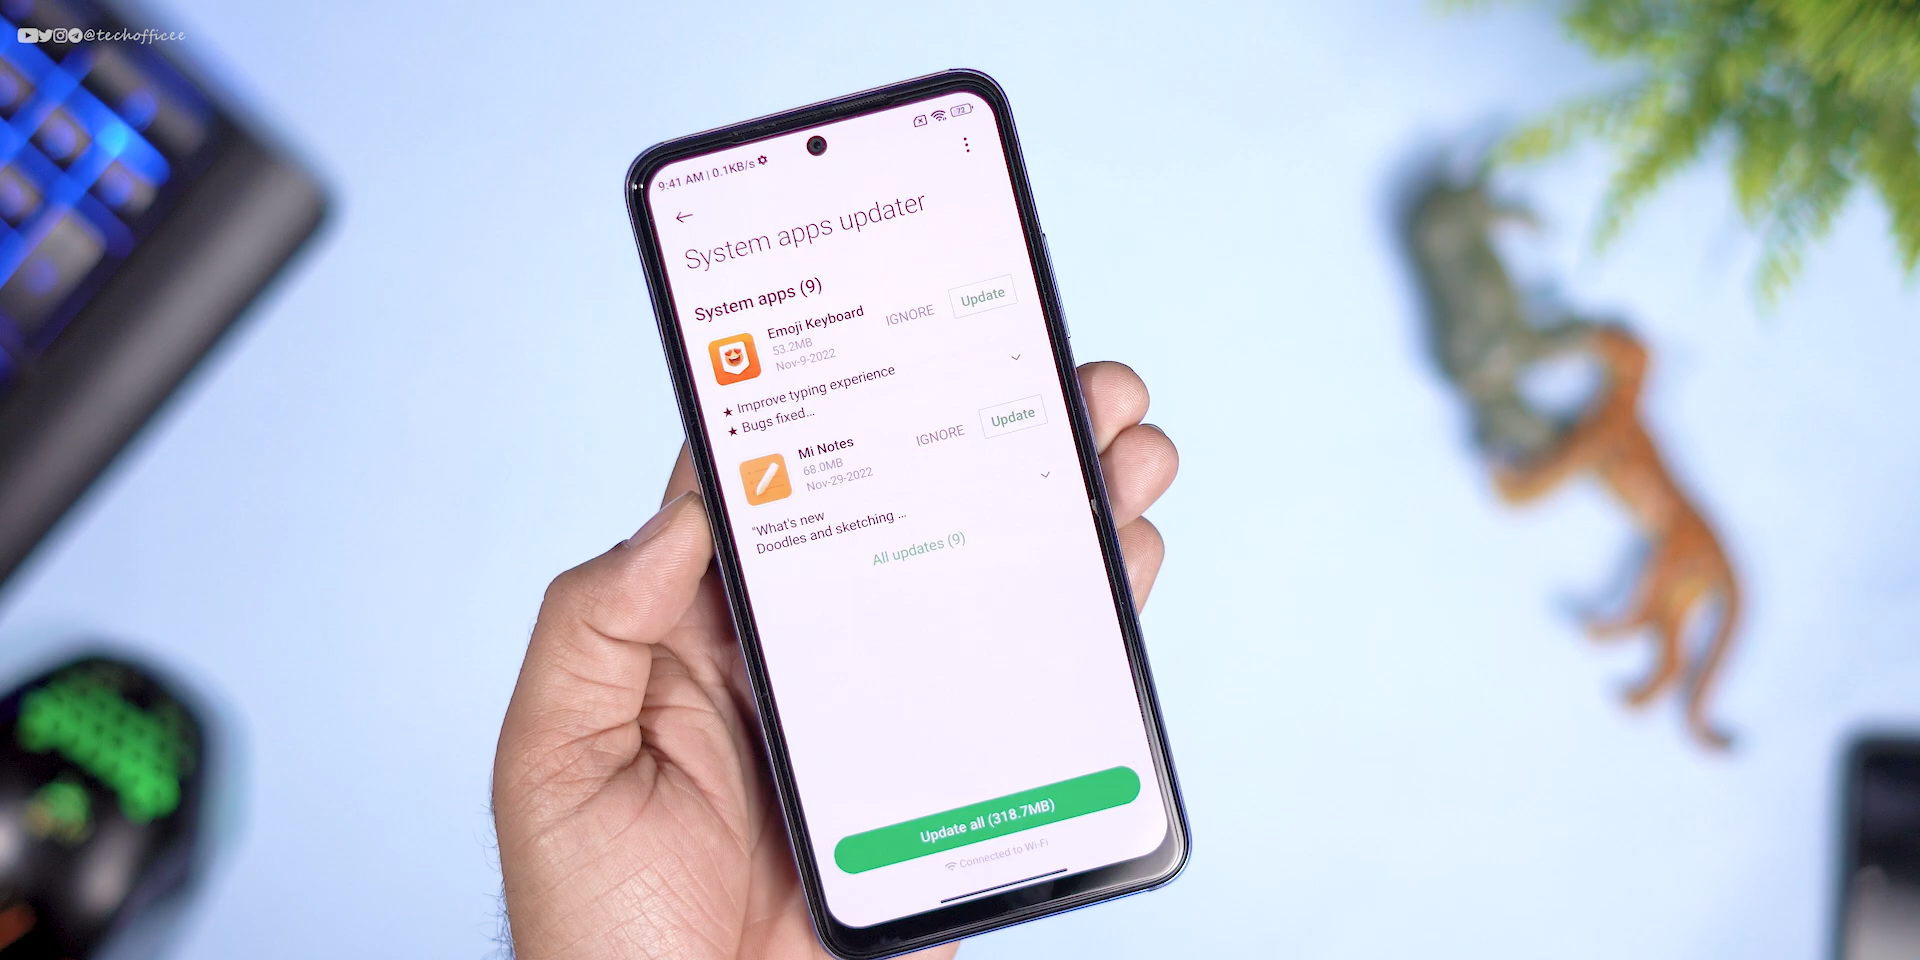 @techofficee
9:41 AM | 0.1KB/s
72
System apps updater
System apps (9)
Emoji Keyboard
53.2MB
Nov-9-2022
IGNORE
Update
★ Improve typing experience
★ Bugs fixed...
Mi Notes
68.0MB
Nov-29-2022
IGNORE
Update
"What's new
Doodles and sketching ...
All updates (9)
Update all (318.7MB)
Connected to Wi-Fi